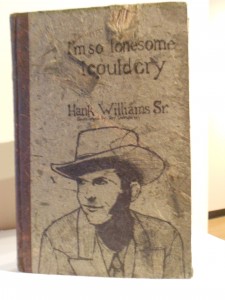 I'm so lonesome
I could cry
Hank Williams Sr.